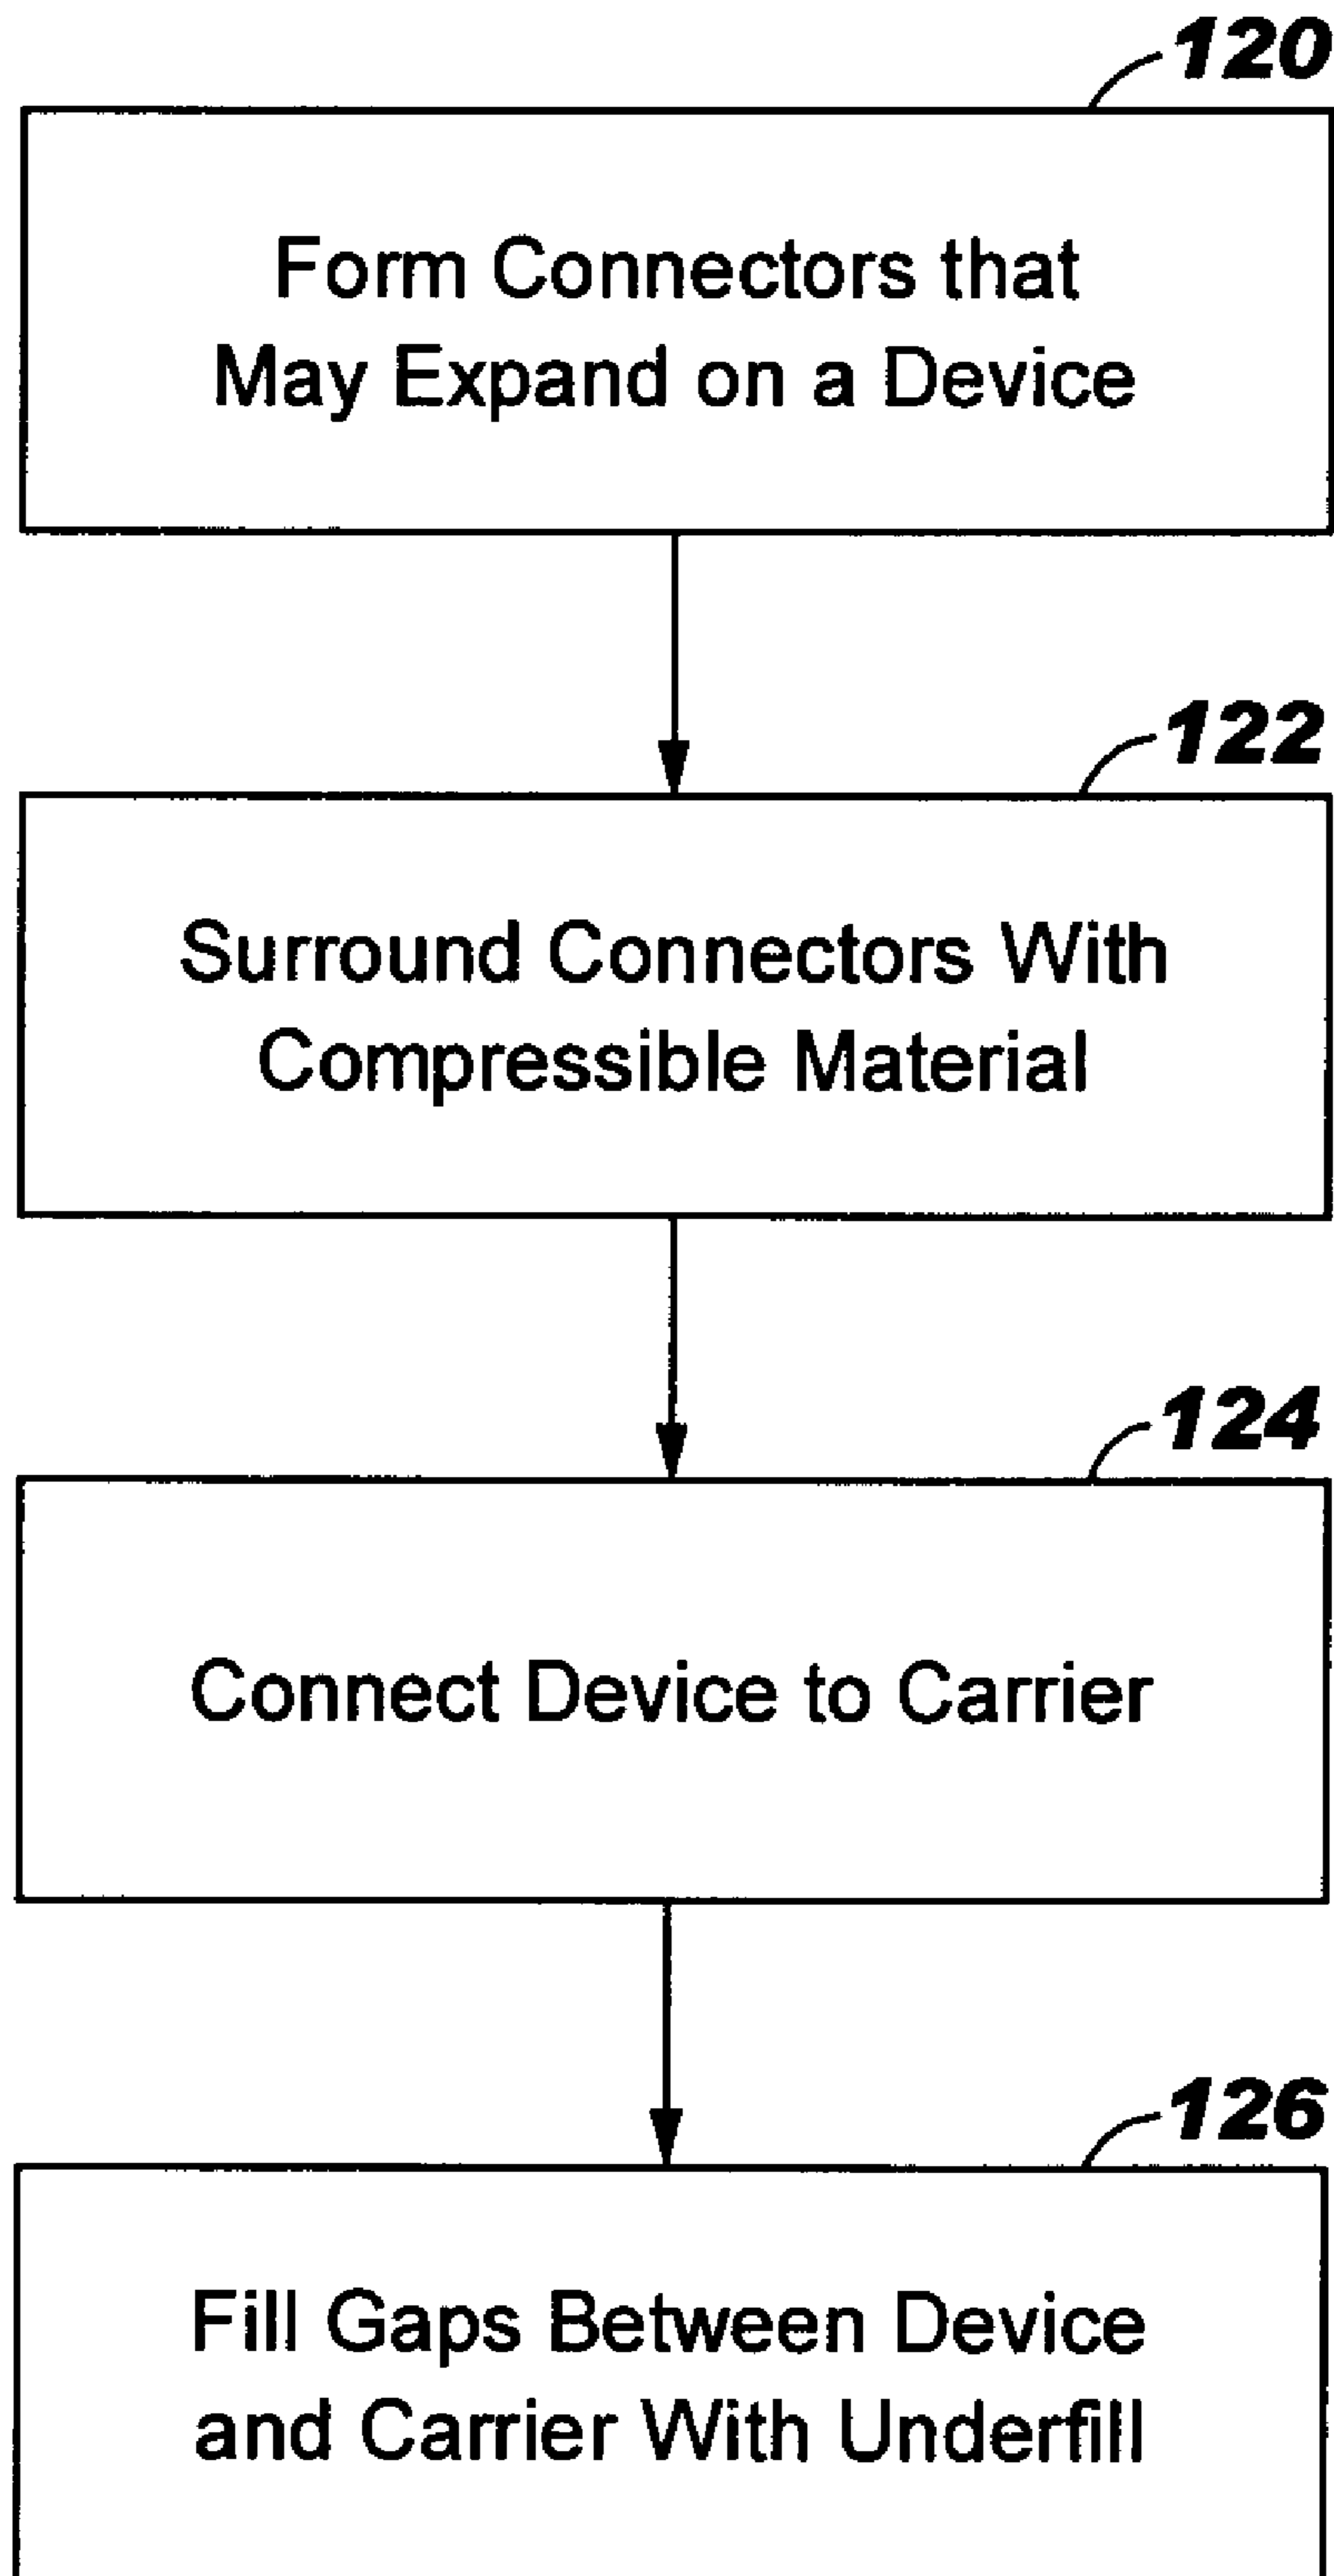 120
Form Connectors that
May Expand on a Device
122
Surround Connectors With
Compressible Material
124
Connect Device to Carrier
126
Fill Gaps Between Device
and Carrier With Underfill